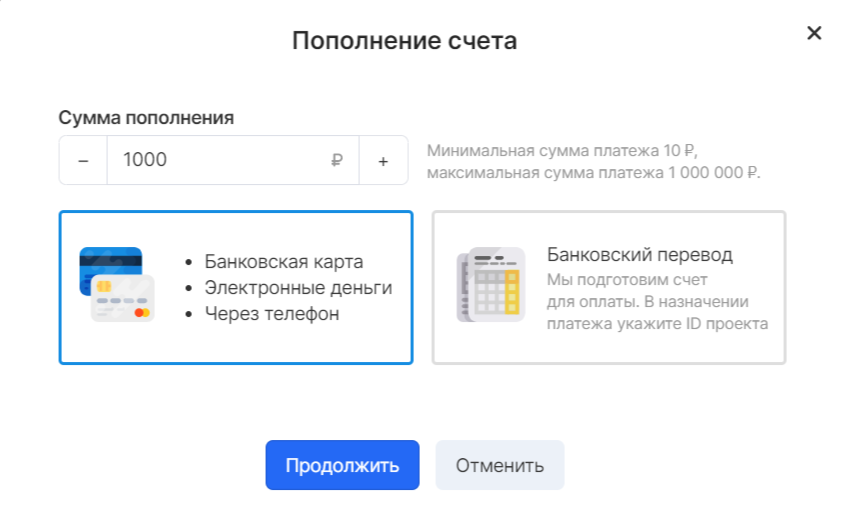 Пополнение счета
Сумма пополнения
− 1000 ₽ +
Минимальная сумма платежа 10 ₽,
максимальная сумма платежа 1 000 000 ₽.
• Банковская карта
• Электронные деньги
• Через телефон
Банковский перевод
Мы подготовим счет
для оплаты. В назначении
платежа укажите ID проекта
Продолжить
Отменить